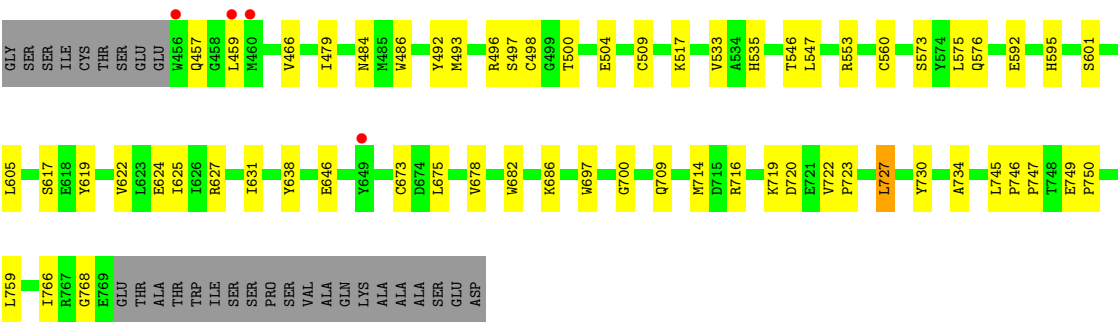 GLY SER SER ILE CYS THR SER GLU GLU W456 Q457 G458 L459 M460 V466 I479 N484 M485 W486 Y492 M493 R496 S497 C498 G499 T500 E504 C509 K517 V533 A534 H535 T546 L547 R553 C560 S573 Y574 L575 Q576 E592 H595 S601
L605 S617 E618 Y619 V622 L623 E624 I625 I626 R627 I631 Y638 E646 Y649 C673 D674 L675 V678 W682 K686 W697 G700 Q709 M714 D715 R716 K719 D720 E721 V722 P723 L727 Y730 A734 L745 P746 P747 T748 E749 P750
L759 I766 R767 G768 E769 GLU THR ALA THR TRP ILE SER SER PRO SER VAL ALA GLN LYS ALA ALA ALA SER GLU ASP